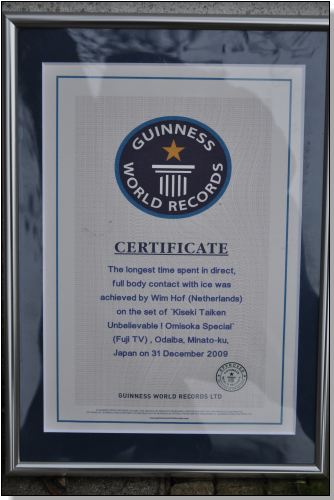 GUINNESS
WORLD RECORDS
CERTIFICATE
The longest time spent in direct,
full body contact with ice was
achieved by Wim Hof (Netherlands)
on the set of `Kiseki Taiken
Unbelievable ! Omisoka Special`
(Fuji TV) , Odaiba, Minato-ku,
Japan on 31 December 2009
GUINNESS WORLD RECORDS LTD